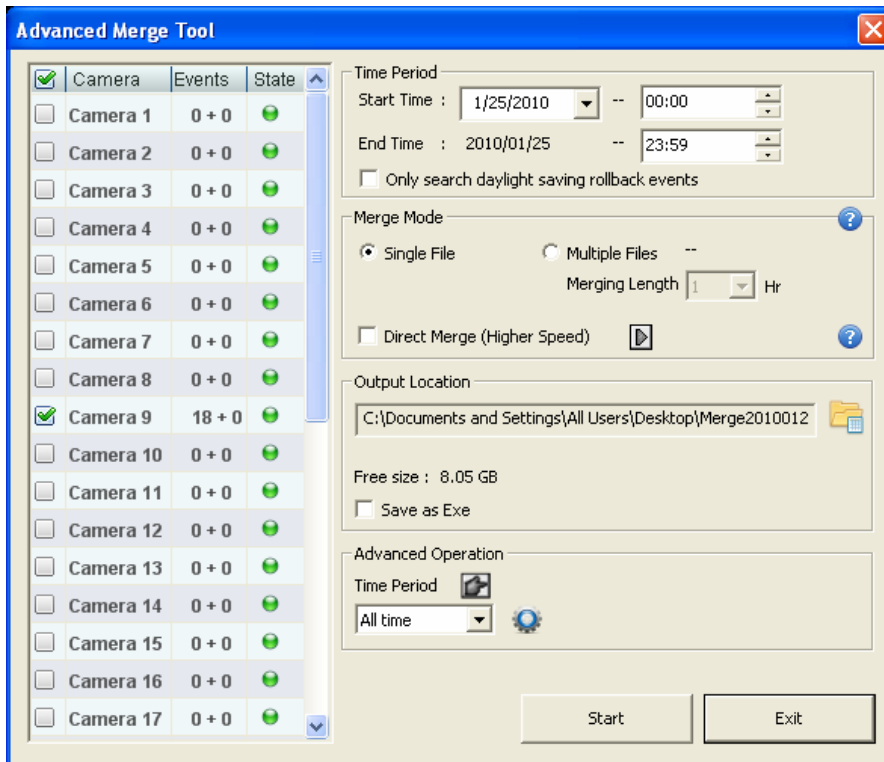 Advanced Merge Tool
Camera Events State
Camera 1 0 + 0
Camera 2 0 + 0
Camera 3 0 + 0
Camera 4 0 + 0
Camera 5 0 + 0
Camera 6 0 + 0
Camera 7 0 + 0
Camera 8 0 + 0
Camera 9 18 + 0
Camera 10 0 + 0
Camera 11 0 + 0
Camera 12 0 + 0
Camera 13 0 + 0
Camera 14 0 + 0
Camera 15 0 + 0
Camera 16 0 + 0
Camera 17 0 + 0
Time Period
Start Time : 1/25/2010 -- 00:00
End Time : 2010/01/25 -- 23:59
Only search daylight saving rollback events
Merge Mode
?
Single File Multiple Files --
Merging Length 1 Hr
Direct Merge (Higher Speed) ?
Output Location
C:\Documents and Settings\All Users\Desktop\Merge2010012
Free size : 8.05 GB
Save as Exe
Advanced Operation
Time Period
All time
Start Exit